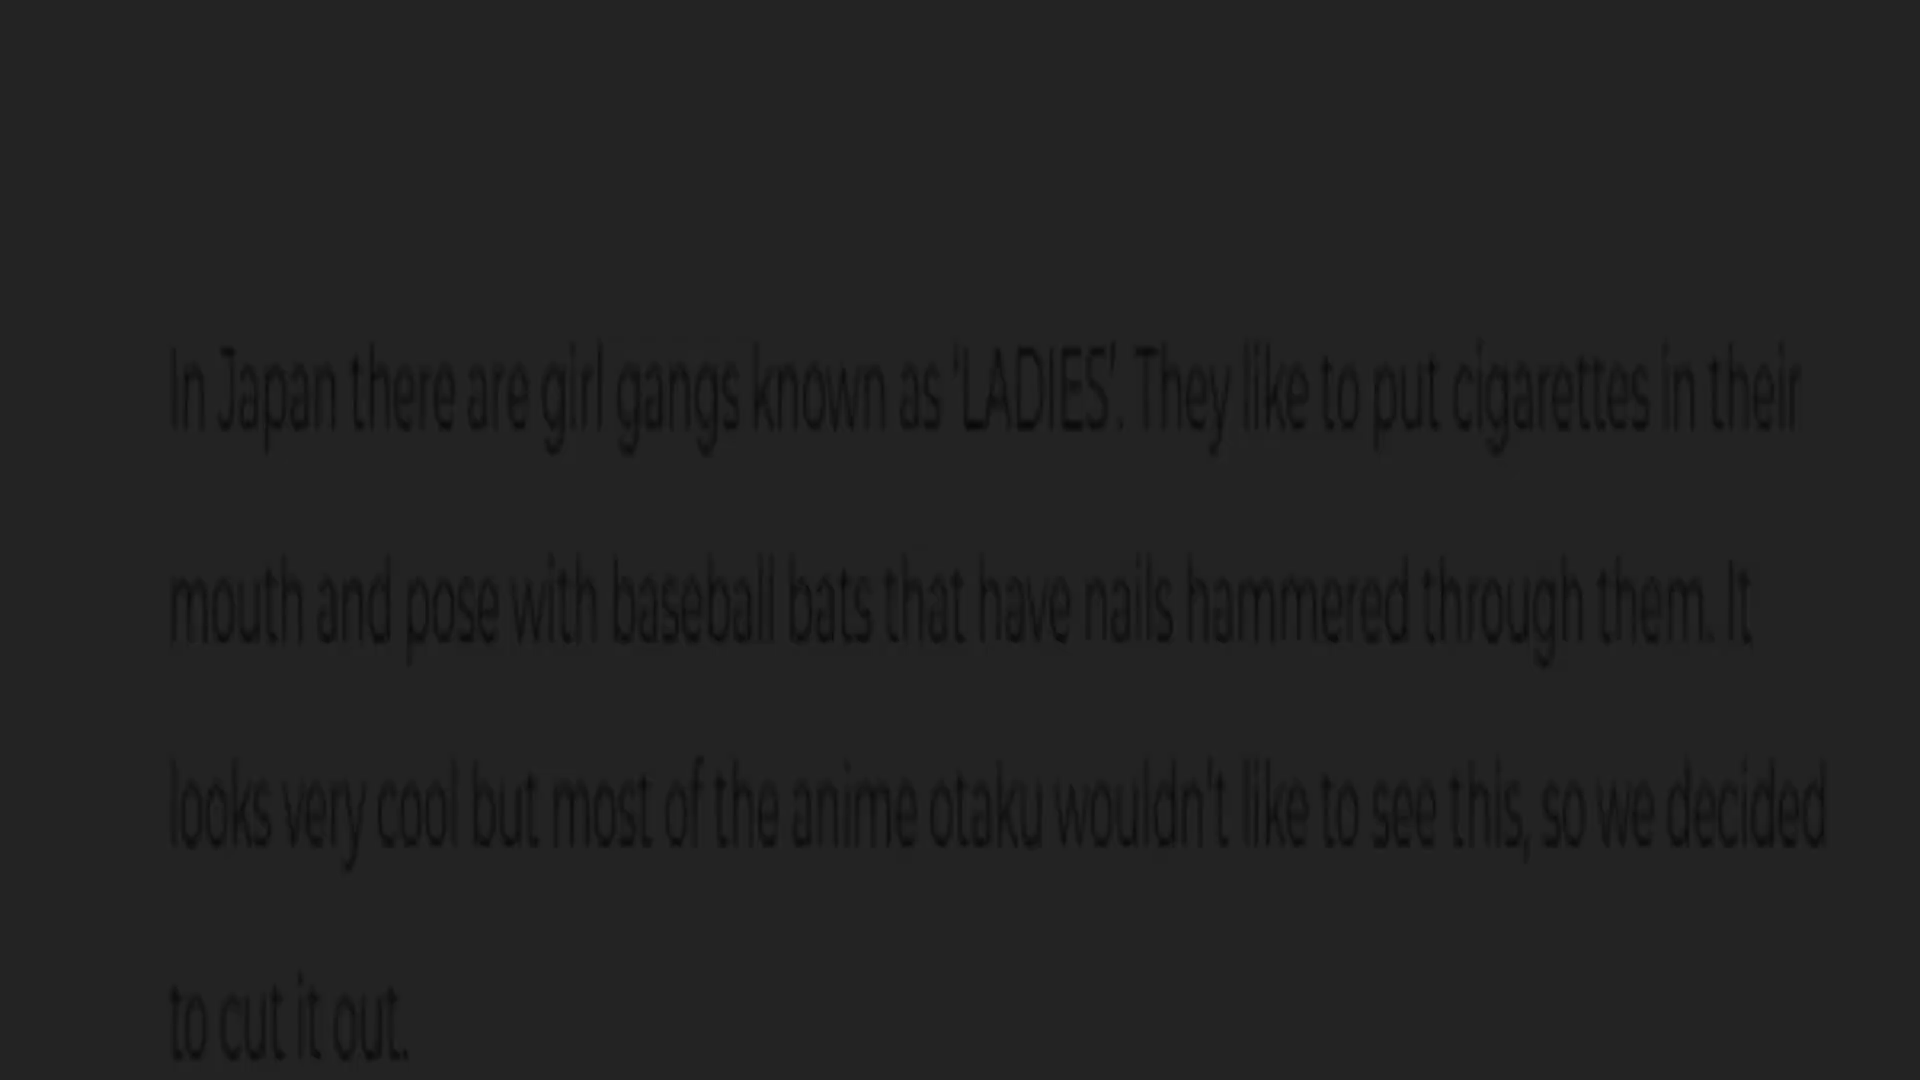 In Japan there are girl gangs known as 'LADIES'. They like to put cigarettes in their
mouth and pose with baseball bats that have nails hammered through them. It
looks very cool but most of the anime otaku wouldn't like to see this, so we decided
to cut it out.